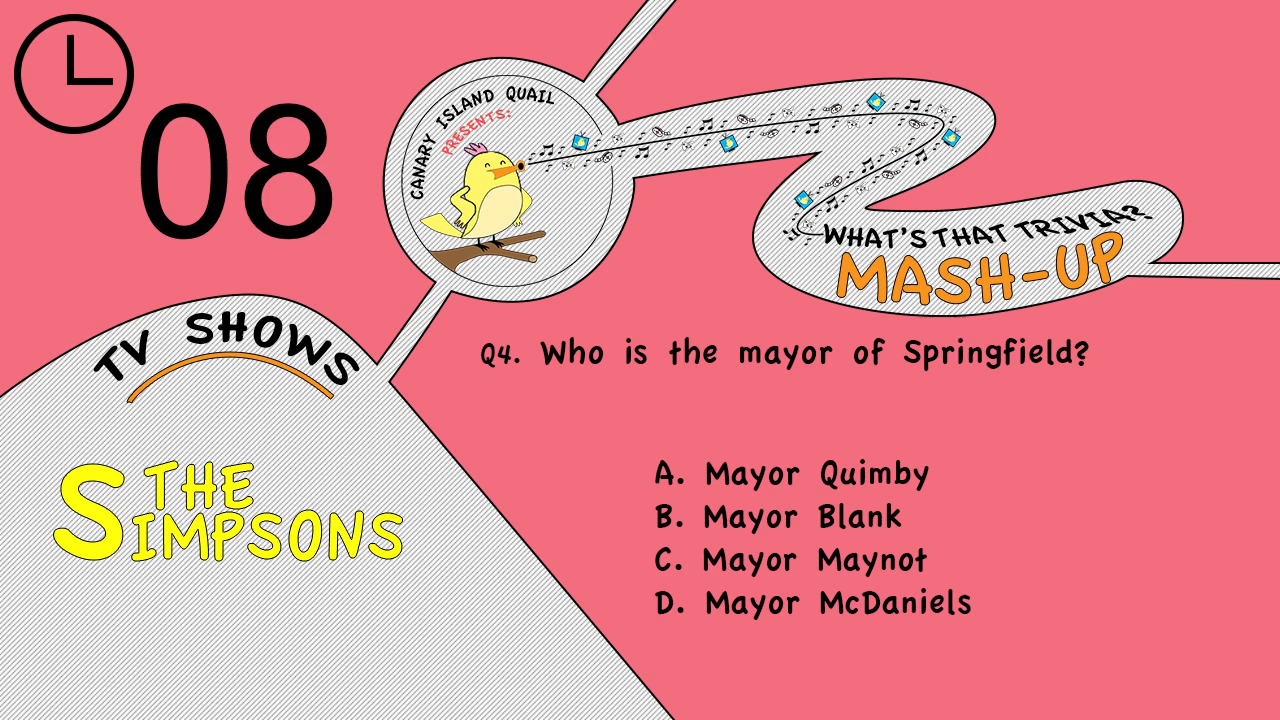 08
CANARY ISLAND QUAIL
PRESENTS:
WHAT'S THAT TRIVIA?
MASH-UP
TV SHOWS
THE
SIMPSONS
Q4. Who is the mayor of Springfield?
A. Mayor Quimby
B. Mayor Blank
C. Mayor Maynot
D. Mayor McDaniels